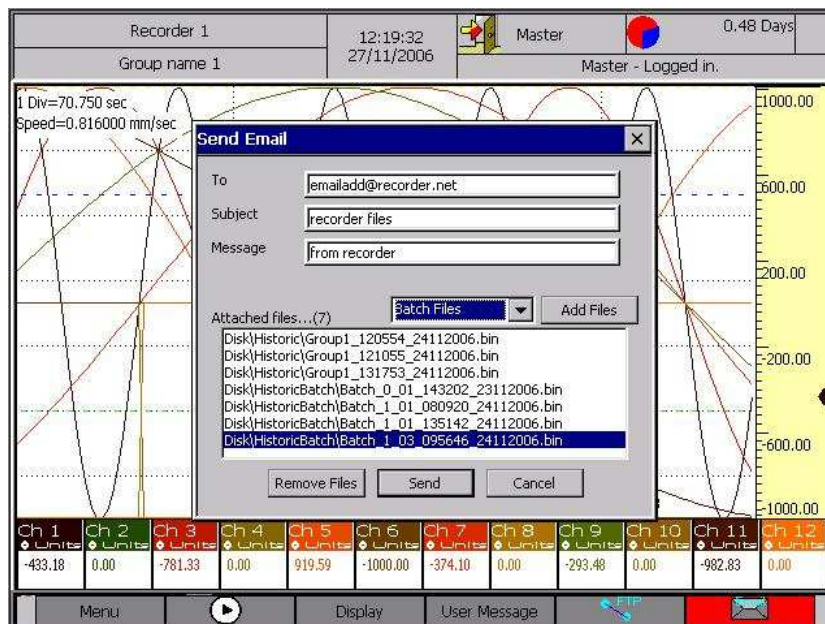 Recorder 1
Group name 1
12:19:32
27/11/2006
Master
0.48 Days
Master - Logged in.
1 Div=70.750 sec
Speed=0.816000 mm/sec
Send Email
To
emailadd@recorder.net
Subject
recorder files
Message
from recorder
Attached files...(7)
Batch Files
Add Files
Disk\Historic\Group1_120554_24112006.bin
Disk\Historic\Group1_121055_24112006.bin
Disk\Historic\Group1_131753_24112006.bin
Disk\HistoricBatch\Batch_0_01_143202_23112006.bin
Disk\HistoricBatch\Batch_1_01_080920_24112006.bin
Disk\HistoricBatch\Batch_1_01_135142_24112006.bin
Disk\HistoricBatch\Batch_1_03_095646_24112006.bin
Remove Files
Send
Cancel
1000.00
600.00
200.00
-200.00
-600.00
-1000.00
Ch 1 Ch 2 Ch 3 Ch 4 Ch 5 Ch 6 Ch 7 Ch 8 Ch 9 Ch 10 Ch 11 Ch 12
Units Units Units Units Units Units Units Units Units Units Units Units
-433.18 0.00 -781.33 0.00 919.59 -1000.00 -374.10 0.00 -293.48 0.00 -982.83 0.00
Menu
Display
User Message
FTP